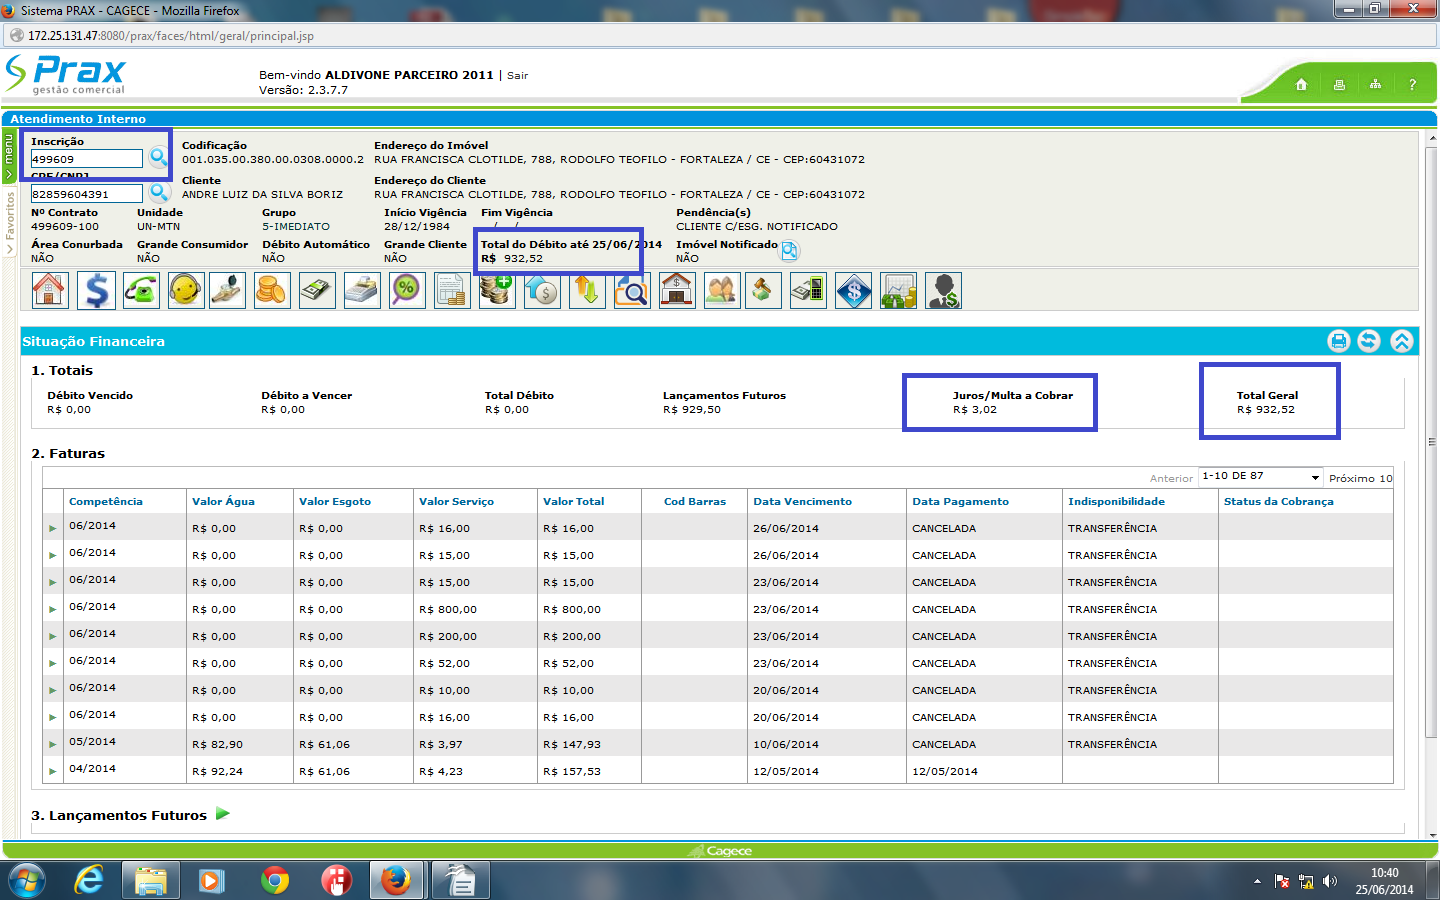 Sistema PRAX - CAGECE - Mozilla Firefox
172.25.131.47:8080/prax/faces/html/geral/principal.jsp
Prax
gestão comercial
Bem-vindo ALDIVONE PARCEIRO 2011 | Sair
Versão: 2.3.7.7
?
Atendimento Interno
menu
Favoritos
Inscrição
499609
Codificação
001.035.00.380.00.0308.0000.2
Endereço do Imóvel
RUA FRANCISCA CLOTILDE, 788, RODOLFO TEOFILO - FORTALEZA / CE - CEP:60431072
CPF/CNPJ
82859604391
Cliente
ANDRE LUIZ DA SILVA BORIZ
Endereço do Cliente
RUA FRANCISCA CLOTILDE, 788, RODOLFO TEOFILO - FORTALEZA / CE - CEP:60431072
Nº Contrato Unidade Grupo Início Vigência Fim Vigência Pendência(s)
499609-100 UN-MTN 5-IMEDIATO 28/12/1984 / / CLIENTE C/ESG. NOTIFICADO
Área Conurbada Grande Consumidor Débito Automático Grande Cliente Total do Débito até 25/06/2014 Imóvel Notificado
NÃO NÃO NÃO NÃO R$ 932,52 NÃO
Situação Financeira
1. Totais
Débito Vencido Débito a Vencer Total Débito Lançamentos Futuros Juros/Multa a Cobrar Total Geral
R$ 0,00 R$ 0,00 R$ 0,00 R$ 929,50 R$ 3,02 R$ 932,52
2. Faturas
Anterior 1-10 DE 87 Próximo 10
Competência Valor Água Valor Esgoto Valor Serviço Valor Total Cod Barras Data Vencimento Data Pagamento Indisponibilidade Status da Cobrança
06/2014 R$ 0,00 R$ 0,00 R$ 16,00 R$ 16,00 26/06/2014 CANCELADA TRANSFERÊNCIA
06/2014 R$ 0,00 R$ 0,00 R$ 15,00 R$ 15,00 26/06/2014 CANCELADA TRANSFERÊNCIA
06/2014 R$ 0,00 R$ 0,00 R$ 15,00 R$ 15,00 23/06/2014 CANCELADA TRANSFERÊNCIA
06/2014 R$ 0,00 R$ 0,00 R$ 800,00 R$ 800,00 23/06/2014 CANCELADA TRANSFERÊNCIA
06/2014 R$ 0,00 R$ 0,00 R$ 200,00 R$ 200,00 23/06/2014 CANCELADA TRANSFERÊNCIA
06/2014 R$ 0,00 R$ 0,00 R$ 52,00 R$ 52,00 23/06/2014 CANCELADA TRANSFERÊNCIA
06/2014 R$ 0,00 R$ 0,00 R$ 10,00 R$ 10,00 20/06/2014 CANCELADA TRANSFERÊNCIA
06/2014 R$ 0,00 R$ 0,00 R$ 16,00 R$ 16,00 20/06/2014 CANCELADA TRANSFERÊNCIA
05/2014 R$ 82,90 R$ 61,06 R$ 3,97 R$ 147,93 10/06/2014 CANCELADA TRANSFERÊNCIA
04/2014 R$ 92,24 R$ 61,06 R$ 4,23 R$ 157,53 12/05/2014 12/05/2014
3. Lançamentos Futuros
Cagece
10:40
25/06/2014